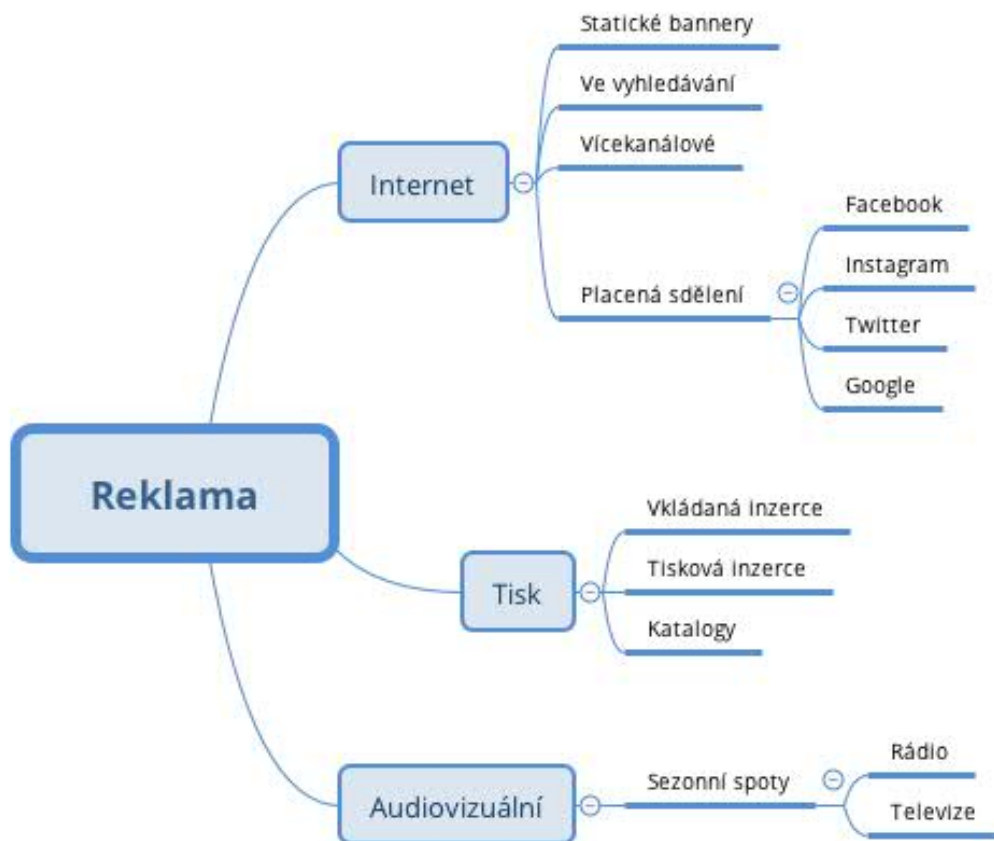 Reklama
Internet
Statické bannery
Ve vyhledávání
Vícekanálové
Placená sdělení
Facebook
Instagram
Twitter
Google
Tisk
Vkládaná inzerce
Tisková inzerce
Katalogy
Audiovizuální
Sezonní spoty
Rádio
Televize